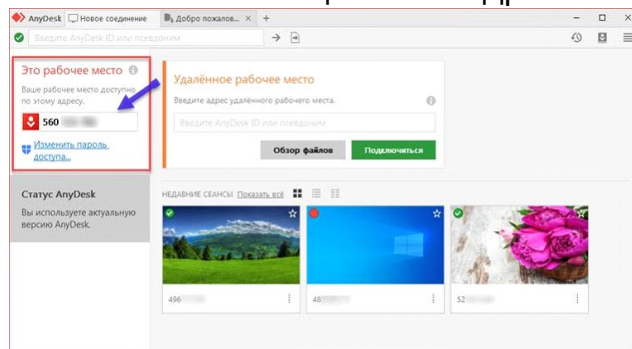 AnyDesk
Новое соединение
Добро пожалов...
Введите AnyDesk ID или псевдоним
Это рабочее место
Ваше рабочее место доступно
по этому адресу.
560
Изменить пароль
доступа...
Статус AnyDesk
Вы используете актуальную
версию AnyDesk.
Удалённое рабочее место
Введите адрес удалённого рабочего места.
Введите AnyDesk ID или псевдоним
Обзор файлов
Подключиться
НЕДАВНИЕ СЕАНСЫ Показать всё
496
48
52